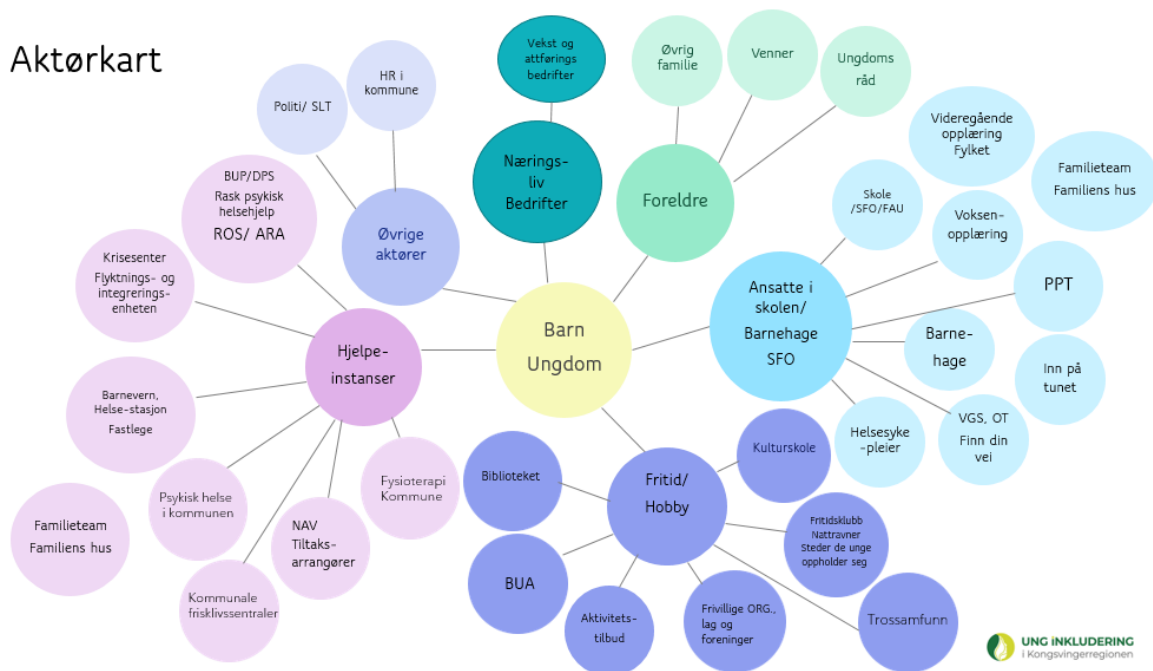 Aktørkart
Vekst og
attførings
bedrifter
Øvrig
familie
Venner
Ungdoms
råd
HR i
kommune
Politi/ SLT
Videregående
opplæring
Fylket
Familieteam
Familiens hus
BUP/DPS
Rask psykisk
helsehjelp
ROS/ ARA
Nærings-
liv
Bedrifter
Foreldre
Skole
/SFO/FAU
Voksen-
opplæring
Øvrige
aktører
Krisesenter
Flyktnings- og
integrerings-
enheten
Ansatte i
skolen/
Barnehage
SFO
PPT
Barn
Ungdom
Hjelpe-
instanser
Barne-
hage
Inn på
tunet
Barnevern,
Helse-stasjon
Fastlege
VGS, OT
Finn din
vei
Helsesyke
-pleier
Kulturskole
Biblioteket
Fritid/
Hobby
Fysioterapi
Kommune
Psykisk helse
i kommunen
Familieteam
Familiens hus
NAV
Tiltaks-
arrangører
Fritidsklubb
Nattravner
Steder de unge
oppholder seg
BUA
Kommunale
frisklivssentraler
Aktivitets-
tilbud
Frivillige ORG.,
lag og
foreninger
Trossamfunn
UNG iNKLUDERING
i Kongsvingerregionen